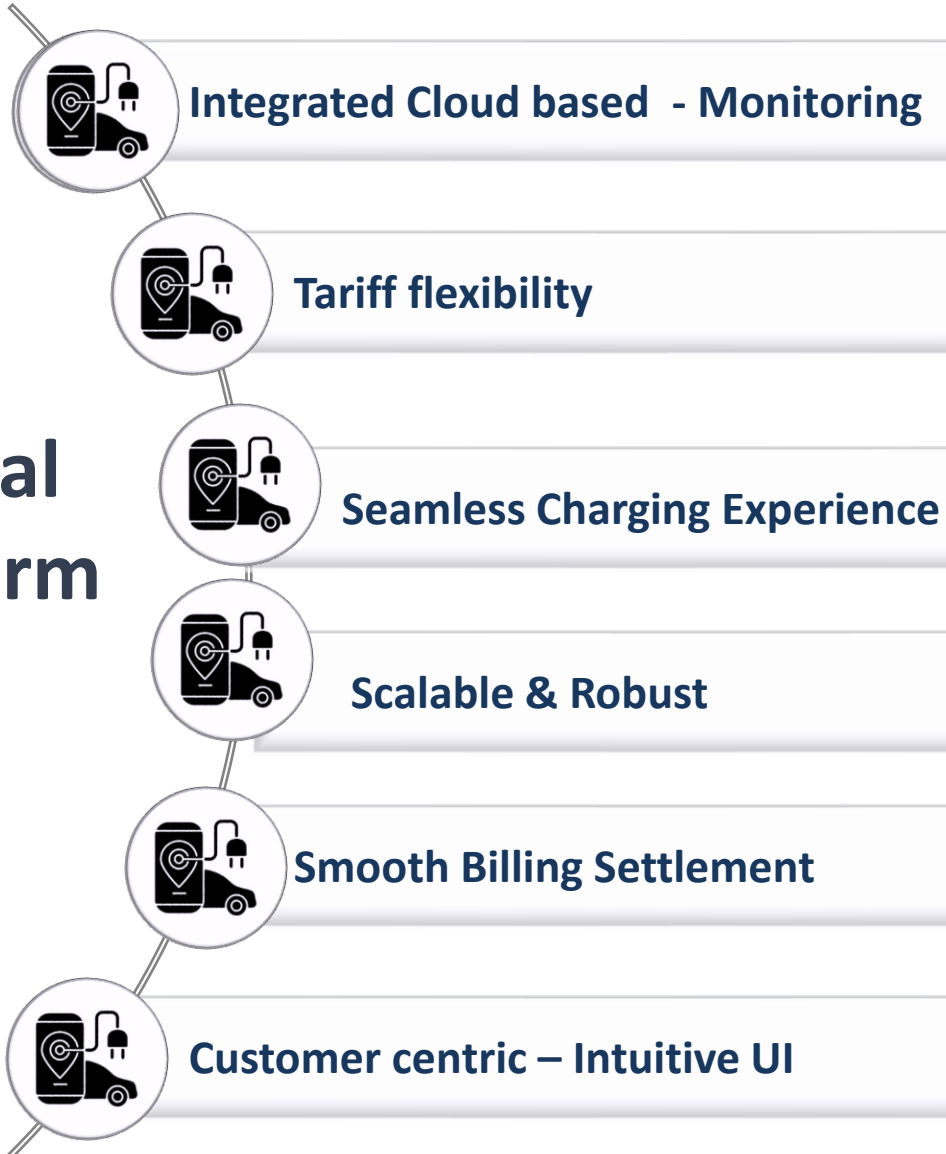 Integrated Cloud based  - Monitoring
Tariff flexibility
al
rm
Seamless Charging Experience
Scalable & Robust
Smooth Billing Settlement
Customer centric – Intuitive UI